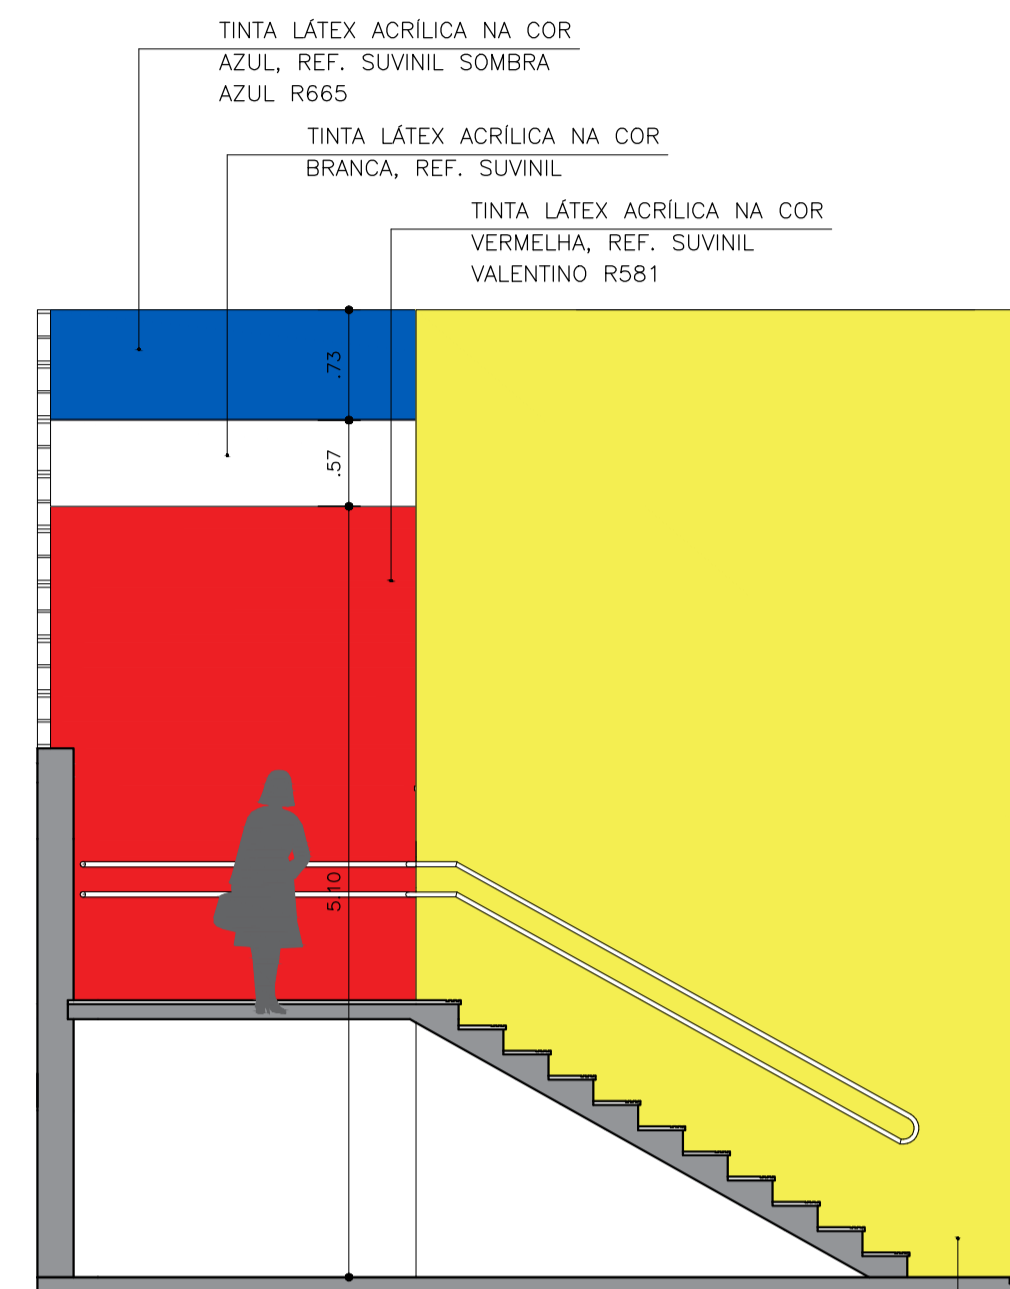 TINTA LÁTEX ACRÍLICA NA COR
AZUL, REF. SUVINIL SOMBRA
AZUL R665
TINTA LÁTEX ACRÍLICA NA COR
BRANCA, REF. SUVINIL
TINTA LÁTEX ACRÍLICA NA COR
VERMELHA, REF. SUVINIL
VALENTINO R581
.73
.57
5.10